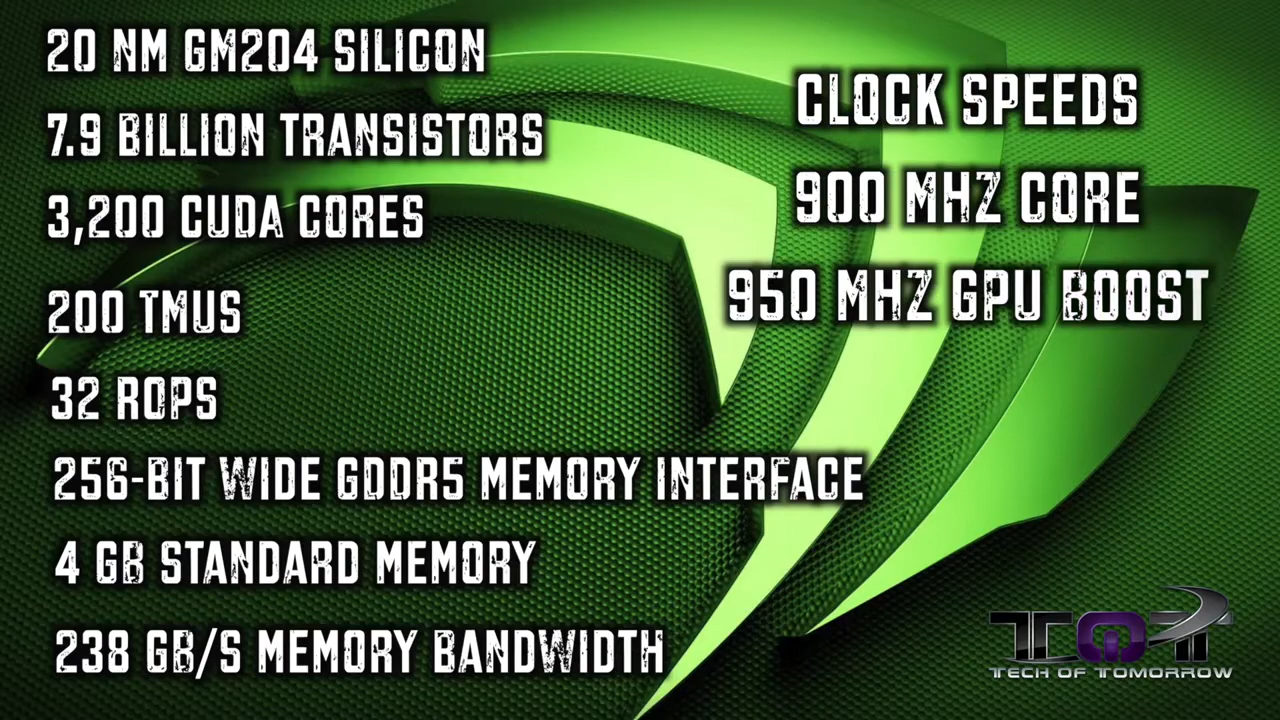 20 NM GM204 SILICON
7.9 BILLION TRANSISTORS
3,200 CUDA CORES
200 TMUS
32 ROPS
256-BIT WIDE GDDR5 MEMORY INTERFACE
4 GB STANDARD MEMORY
238 GB/S MEMORY BANDWIDTH
CLOCK SPEEDS
900 MHZ CORE
950 MHZ GPU BOOST
TOT
TECH OF TOMORROW